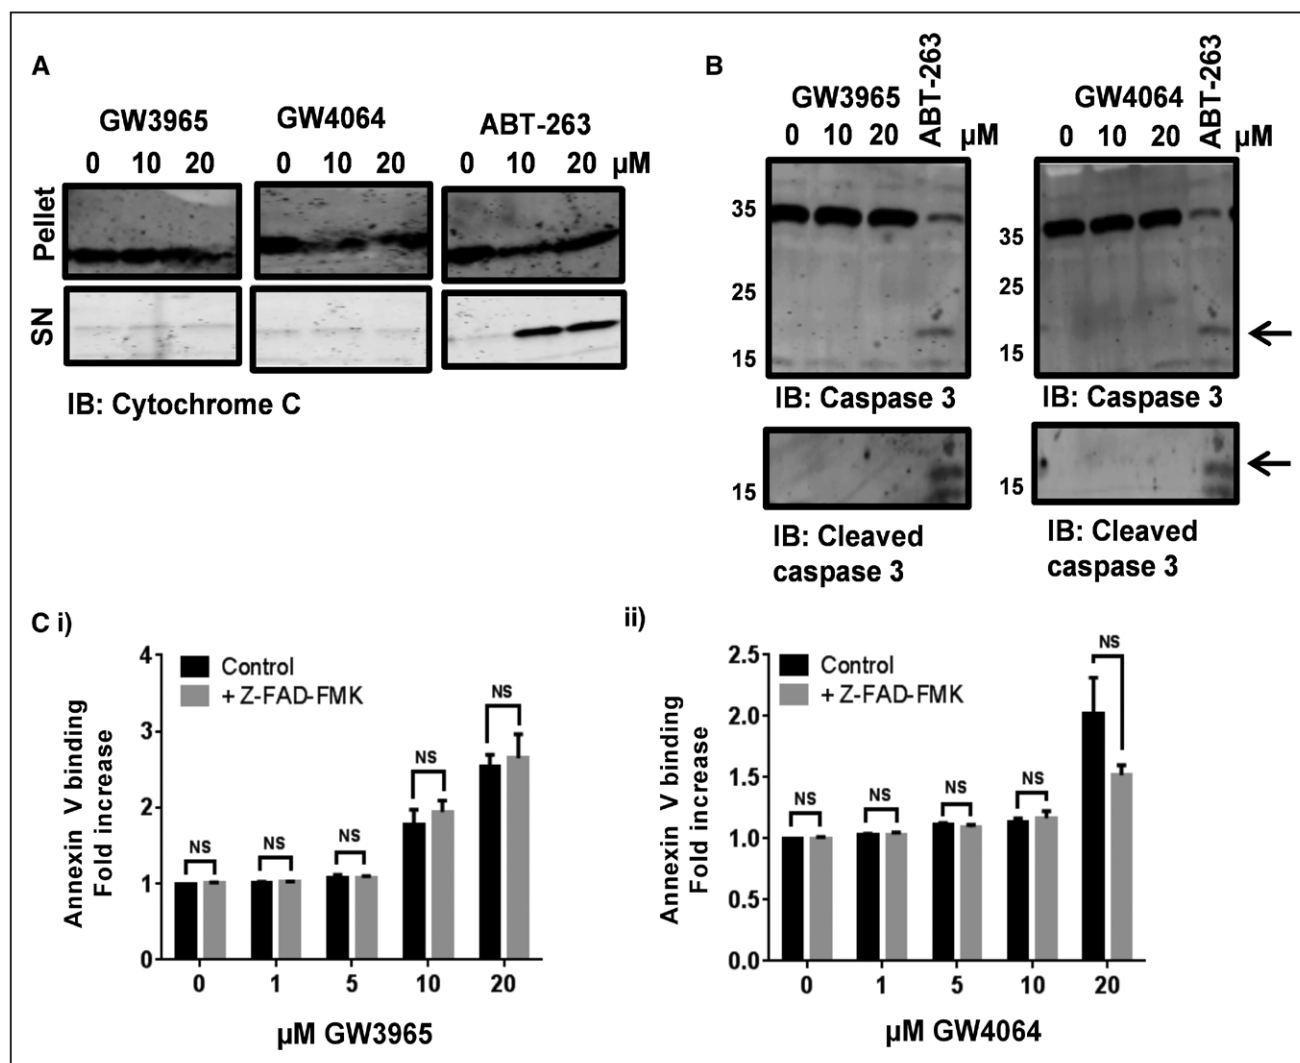 A
GW3965
0 10 20
GW4064
0 10 20
ABT-263
0 10 20 µM
Pellet
SN
IB: Cytochrome C
B
GW3965
0 10 20
ABT-263
GW4064
0 10 20
ABT-263
µM
35
25
15
35
25
15
IB: Caspase 3
IB: Caspase 3
15
15
IB: Cleaved
caspase 3
IB: Cleaved
caspase 3
C i)
Annexin V binding
Fold increase
4
3
2
1
0
Control
+ Z-FAD-FMK
NS
NS
NS
NS
NS
0 1 5 10 20
µM GW3965
ii)
Annexin V binding
Fold increase
2.5
2.0
1.5
1.0
0.5
0.0
Control
+ Z-FAD-FMK
NS
NS
NS
NS
NS
0 1 5 10 20
µM GW4064